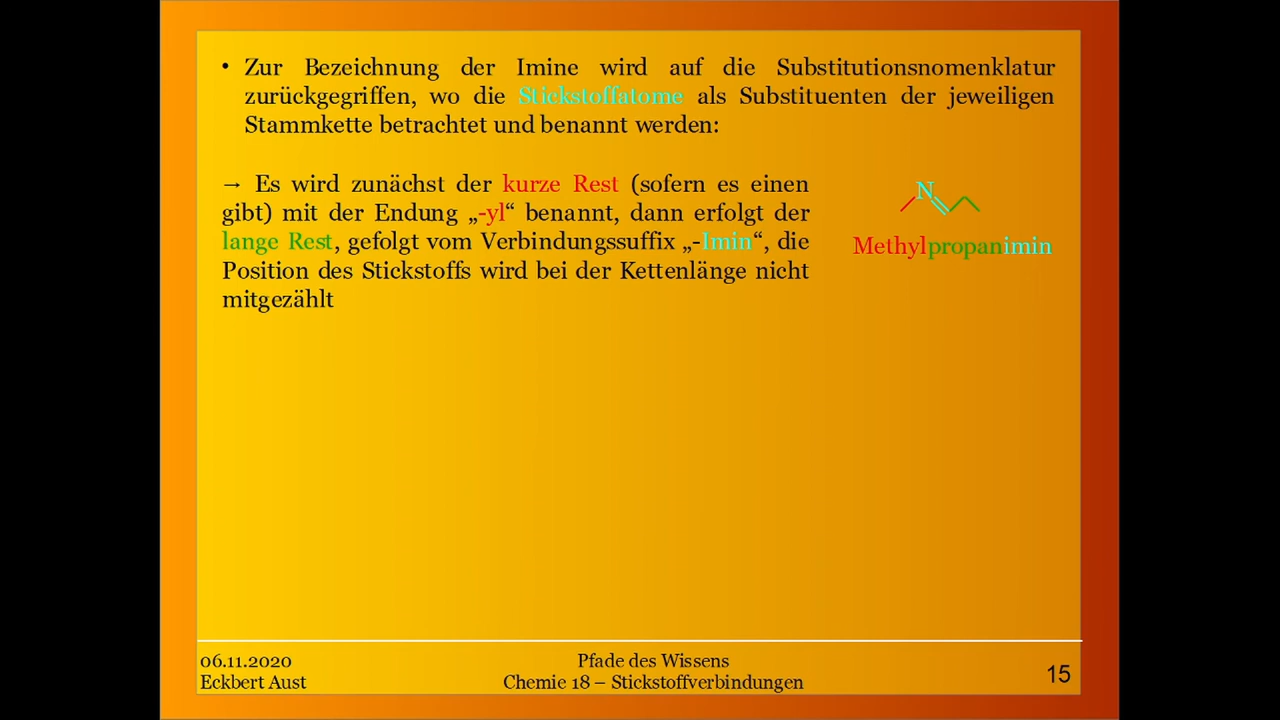 • Zur Bezeichnung der Imine wird auf die Substitutionsnomenklatur
zurückgegriffen, wo die Stickstoffatome als Substituenten der jeweiligen
Stammkette betrachtet und benannt werden:
→ Es wird zunächst der kurze Rest (sofern es einen
gibt) mit der Endung „-yl“ benannt, dann erfolgt der
lange Rest, gefolgt vom Verbindungssuffix „-Imin“, die
Position des Stickstoffs wird bei der Kettenlänge nicht
mitgezählt
N
Methylpropanimin
06.11.2020
Eckbert Aust
Pfade des Wissens
Chemie 18 – Stickstoffverbindungen
15